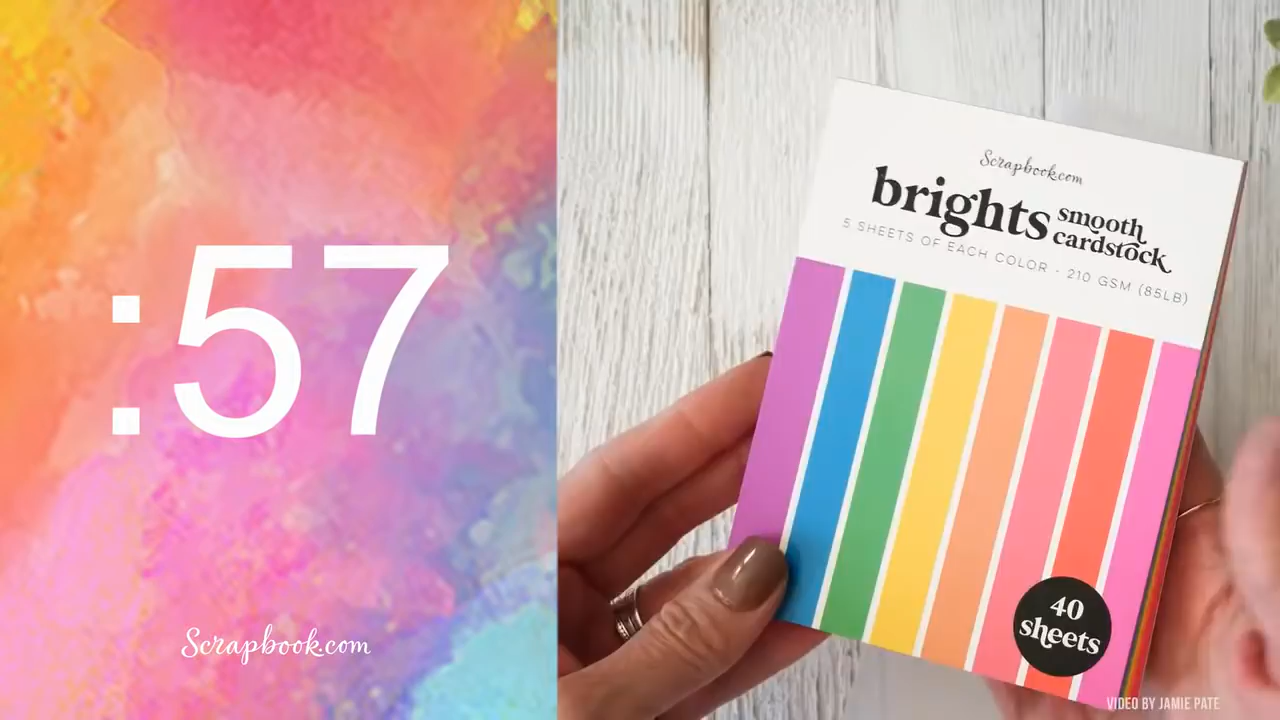 :57
Scrapbook.com
Scrapbook.com
brights smooth cardstock
5 SHEETS OF EACH COLOR - 210 GSM (85LB)
40
sheets
VIDEO BY JAMIE PATE